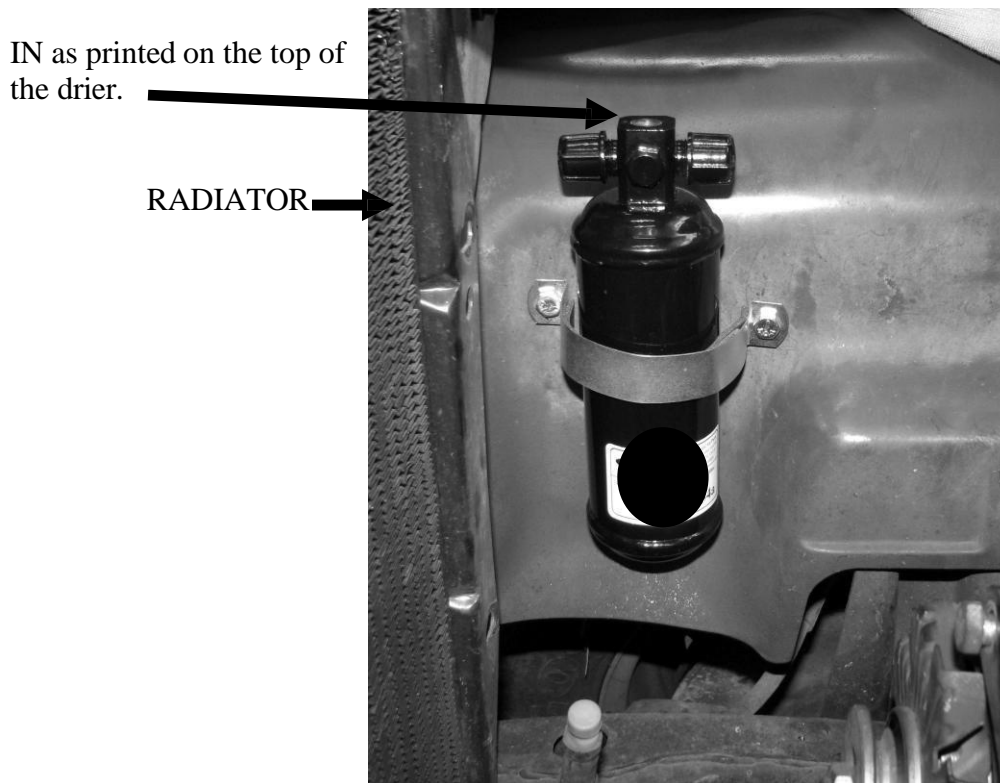 IN as printed on the top of
the drier.
RADIATOR